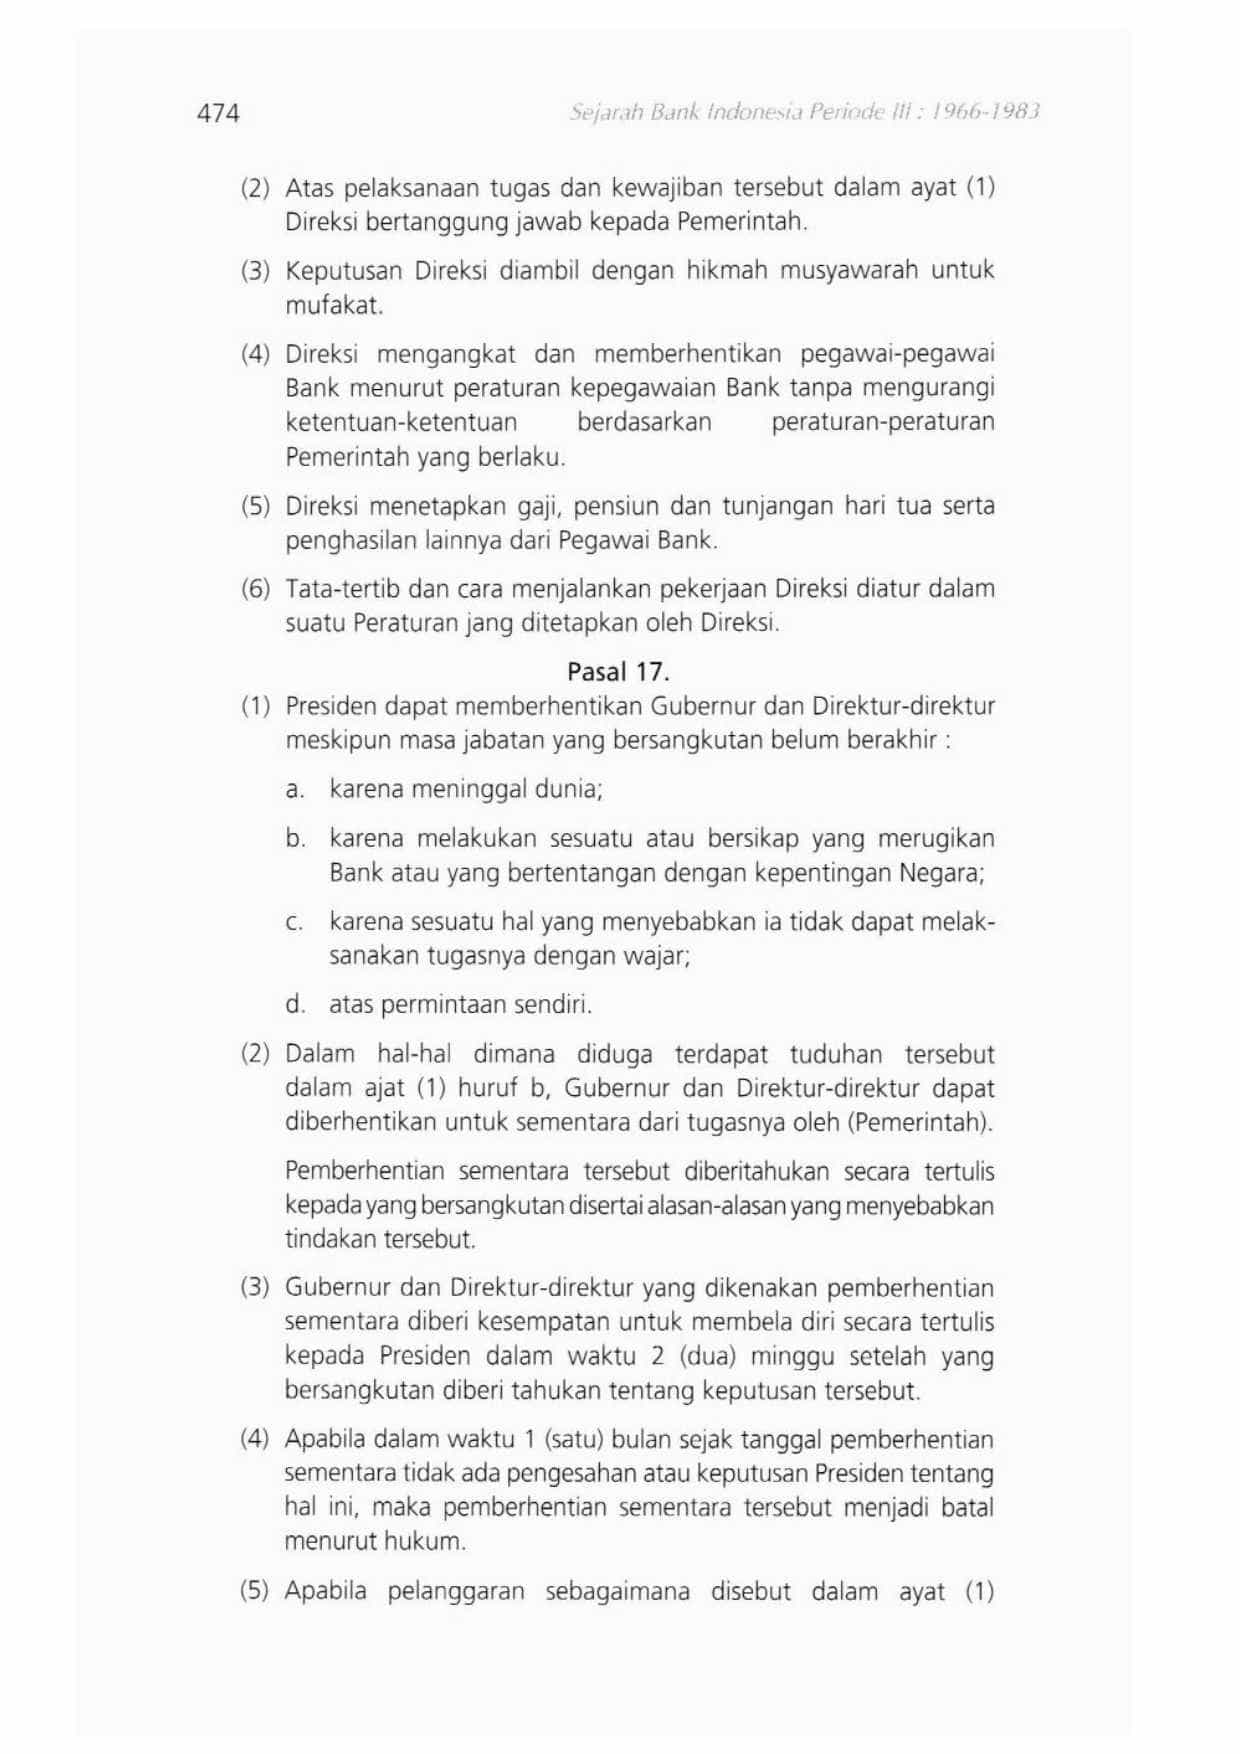 474
Sejarah Bank Indonesia Periode III : 1966-1983
(2) Atas pelaksanaan tugas dan kewajiban tersebut dalam ayat (1)
Direksi bertanggung jawab kepada Pemerintah.
(3) Keputusan Direksi diambil dengan hikmah musyawarah untuk
mufakat.
(4) Direksi mengangkat dan memberhentikan pegawai-pegawai
Bank menurut peraturan kepegawaian Bank tanpa mengurangi
ketentuan-ketentuan berdasarkan peraturan-peraturan
Pemerintah yang berlaku.
(5) Direksi menetapkan gaji, pensiun dan tunjangan hari tua serta
penghasilan lainnya dari Pegawai Bank.
(6) Tata-tertib dan cara menjalankan pekerjaan Direksi diatur dalam
suatu Peraturan jang ditetapkan oleh Direksi.
Pasal 17.
(1) Presiden dapat memberhentikan Gubernur dan Direktur-direktur
meskipun masa jabatan yang bersangkutan belum berakhir :
a. karena meninggal dunia;
b. karena melakukan sesuatu atau bersikap yang merugikan
Bank atau yang bertentangan dengan kepentingan Negara;
c. karena sesuatu hal yang menyebabkan ia tidak dapat melak-
sanakan tugasnya dengan wajar;
d. atas permintaan sendiri.
(2) Dalam hal-hal dimana diduga terdapat tuduhan tersebut
dalam ajat (1) huruf b, Gubernur dan Direktur-direktur dapat
diberhentikan untuk sementara dari tugasnya oleh (Pemerintah).
Pemberhentian sementara tersebut diberitahukan secara tertulis
kepada yang bersangkutan disertai alasan-alasan yang menyebabkan
tindakan tersebut.
(3) Gubernur dan Direktur-direktur yang dikenakan pemberhentian
sementara diberi kesempatan untuk membela diri secara tertulis
kepada Presiden dalam waktu 2 (dua) minggu setelah yang
bersangkutan diberi tahukan tentang keputusan tersebut.
(4) Apabila dalam waktu 1 (satu) bulan sejak tanggal pemberhentian
sementara tidak ada pengesahan atau keputusan Presiden tentang
hal ini, maka pemberhentian sementara tersebut menjadi batal
menurut hukum.
(5) Apabila pelanggaran sebagaimana disebut dalam ayat (1)